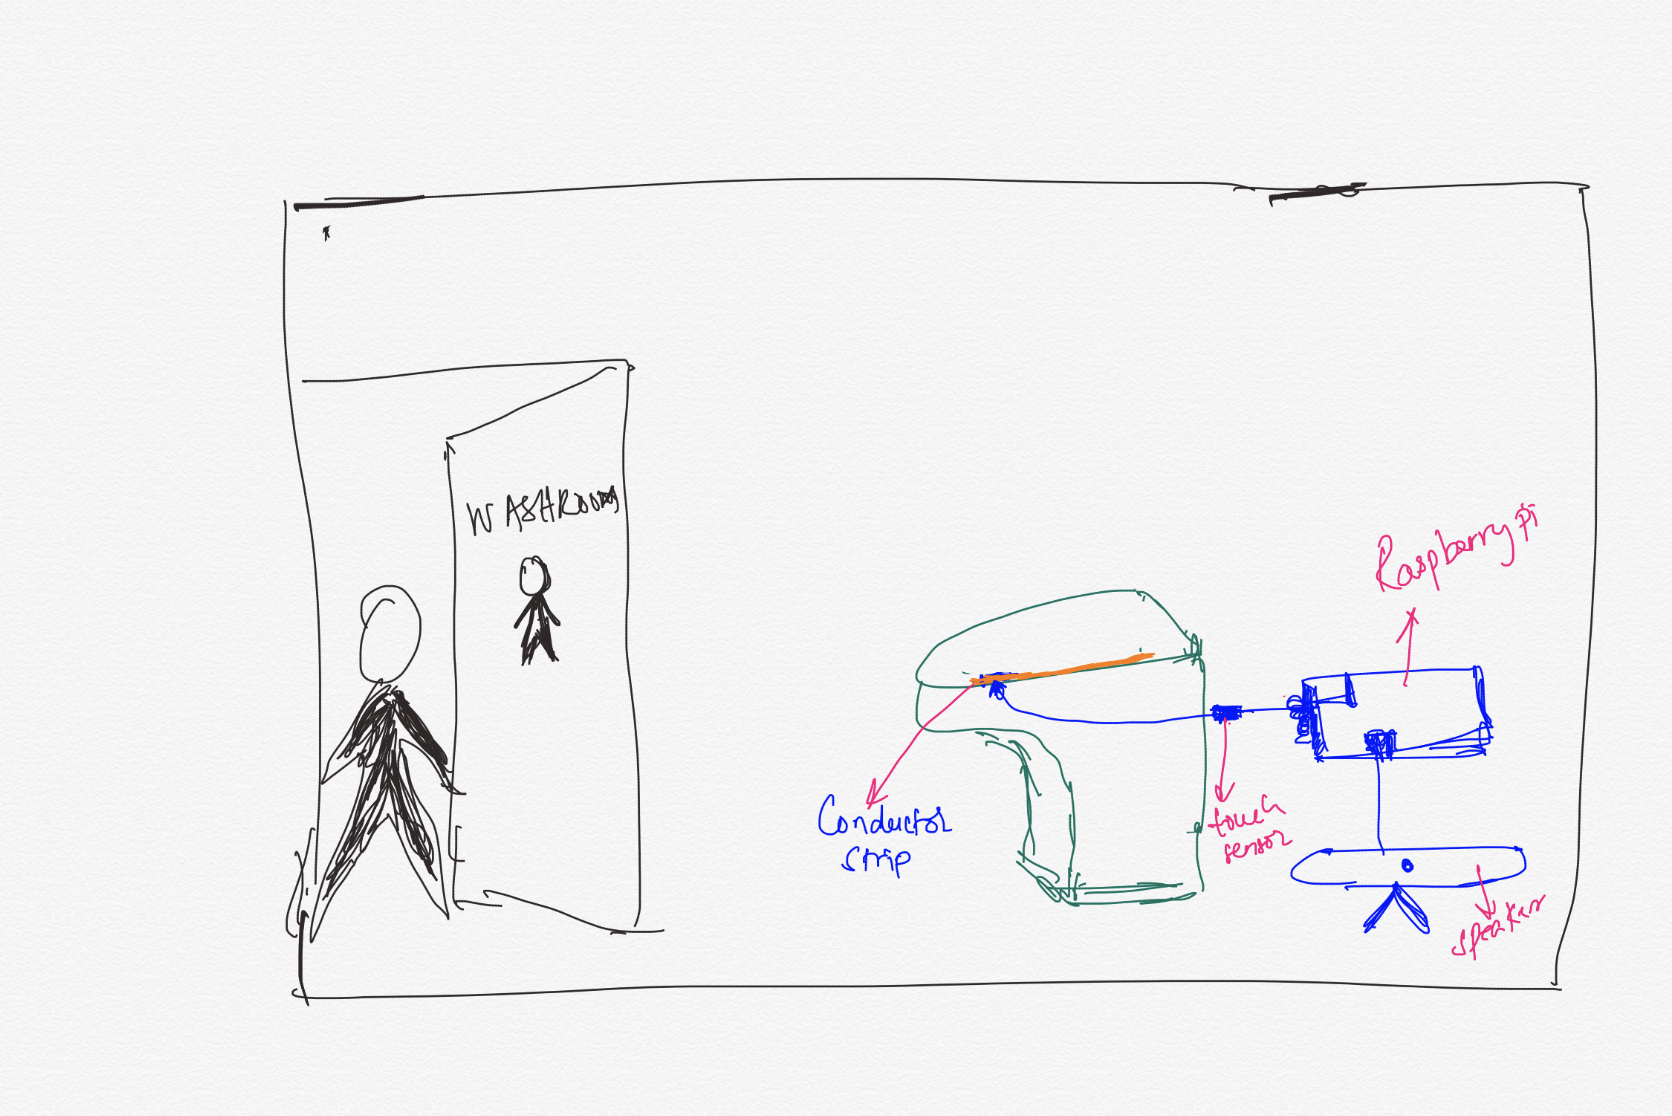 WASHROOM
Raspberry pi
Conductor
strip
touch
sensor
speaker